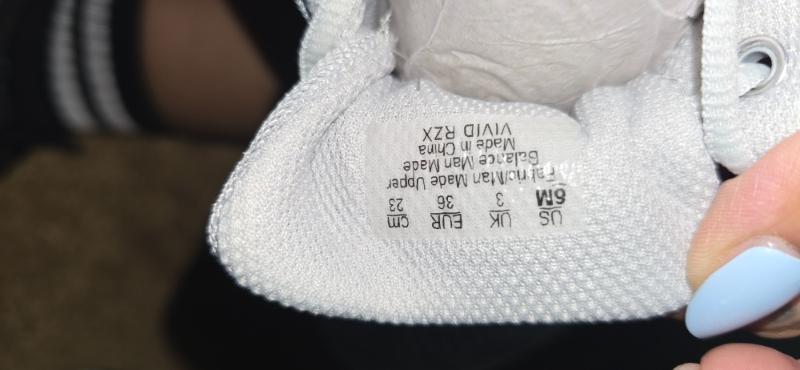 US UK EUR cm
6M 3 36 23
Fabric/Man Made Upper
Balance Man Made
Made in China
VIVID RZX